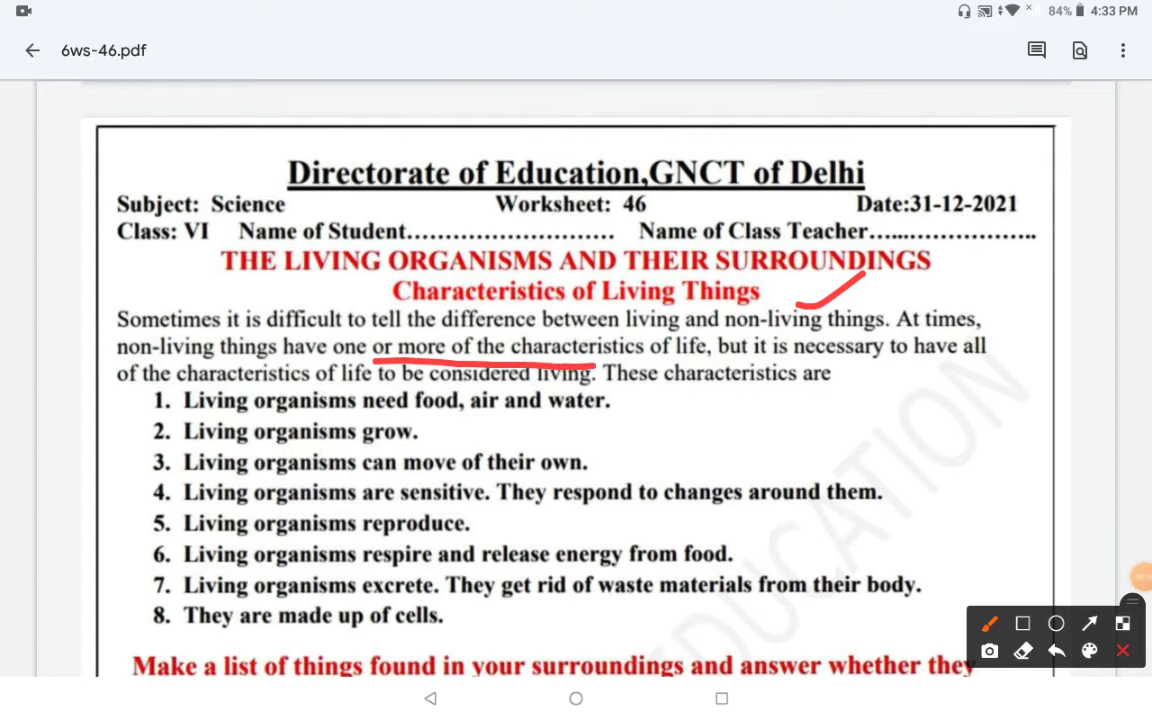 84% 4:33 PM
6ws-46.pdf
Directorate of Education,GNCT of Delhi
Subject: Science Worksheet: 46 Date:31-12-2021
Class: VI Name of Student........................... Name of Class Teacher......................
THE LIVING ORGANISMS AND THEIR SURROUNDINGS
Characteristics of Living Things
Sometimes it is difficult to tell the difference between living and non-living things. At times,
non-living things have one or more of the characteristics of life, but it is necessary to have all
of the characteristics of life to be considered living. These characteristics are
1. Living organisms need food, air and water.
2. Living organisms grow.
3. Living organisms can move of their own.
4. Living organisms are sensitive. They respond to changes around them.
5. Living organisms reproduce.
6. Living organisms respire and release energy from food.
7. Living organisms excrete. They get rid of waste materials from their body.
8. They are made up of cells.
Make a list of things found in your surroundings and answer whether they
EDUCATION